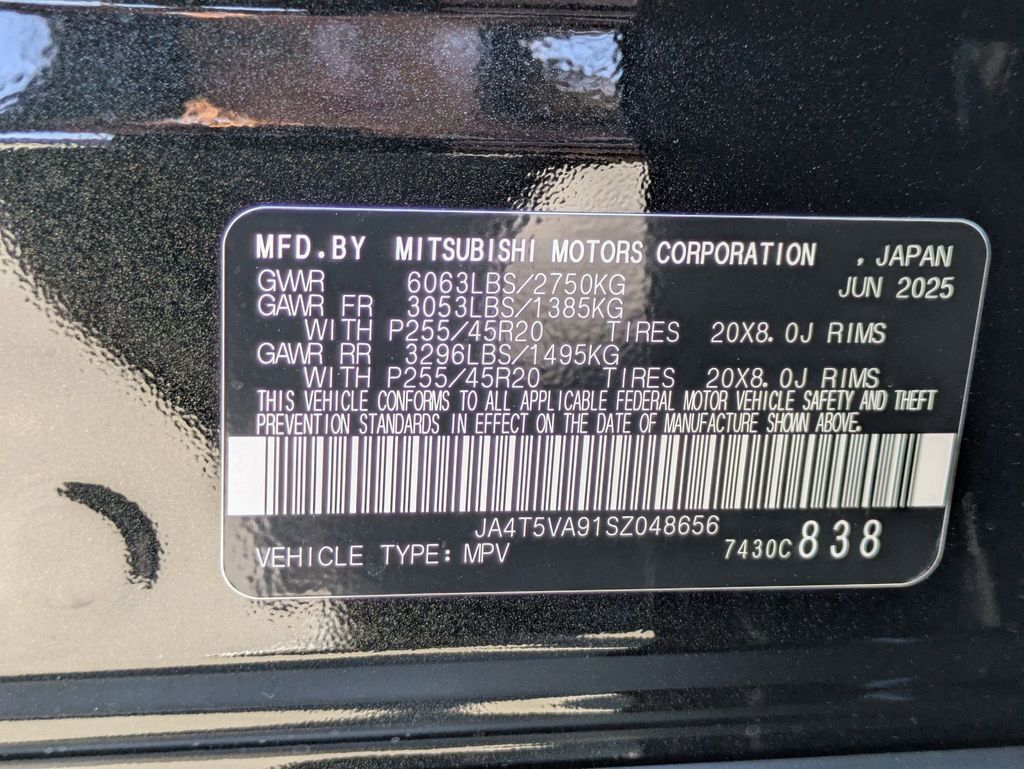 MFD.BY MITSUBISHI MOTORS CORPORATION , JAPAN
GVWR 6063LBS/2750KG JUN 2025
GAWR FR 3053LBS/1385KG
WITH P255/45R20 TIRES 20X8.0J RIMS
GAWR RR 3296LBS/1495KG
WITH P255/45R20 TIRES 20X8.0J RIMS
THIS VEHICLE CONFORMS TO ALL APPLICABLE FEDERAL MOTOR VEHICLE SAFETY AND THEFT
PREVENTION STANDARDS IN EFFECT ON THE DATE OF MANUFACTURE SHOWN ABOVE.
JA4T5VA91SZ048656
VEHICLE TYPE: MPV 7430C 838